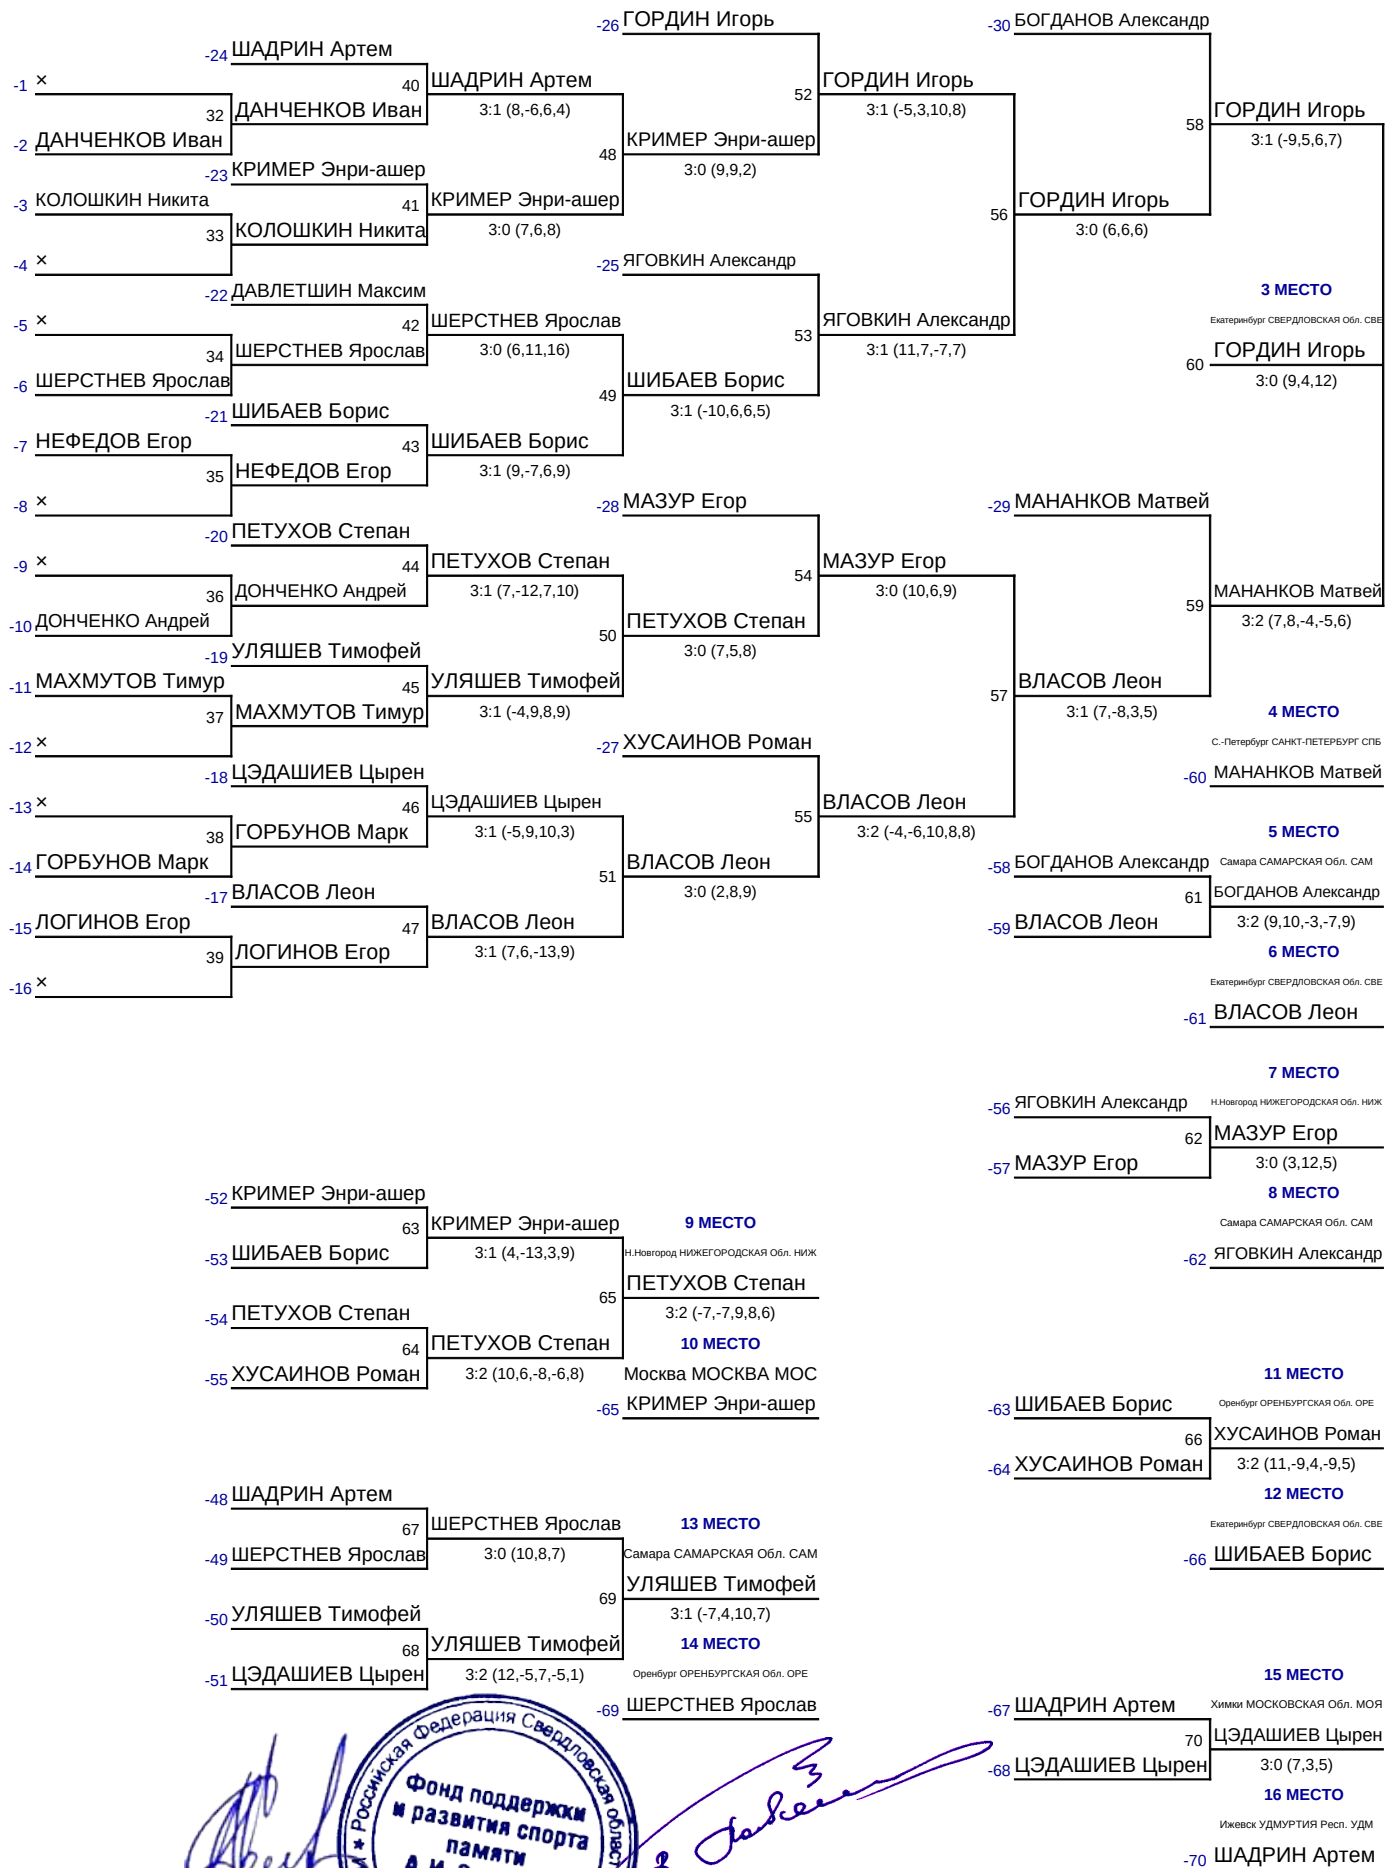 -26 ГОРДИН Игорь
-30 БОГДАНОВ Александр
-24 ШАДРИН Артем
-1 ×
40 ШАДРИН Артем
52 ГОРДИН Игорь
3:1 (8,-6,6,4)
3:1 (-5,3,10,8)
32 ДАНЧЕНКОВ Иван
58 ГОРДИН Игорь
-2 ДАНЧЕНКОВ Иван
48 КРИМЕР Энри-ашер
3:1 (-9,5,6,7)
-23 КРИМЕР Энри-ашер
3:0 (9,9,2)
-3 КОЛОШКИН Никита
41 КРИМЕР Энри-ашер
56 ГОРДИН Игорь
33 КОЛОШКИН Никита
3:0 (7,6,8)
3:0 (6,6,6)
-4 ×
-25 ЯГОВКИН Александр
-22 ДАВЛЕТШИН Максим
3 МЕСТО
-5 ×
42 ШЕРСТНЕВ Ярослав
53 ЯГОВКИН Александр
Екатеринбург СВЕРДЛОВСКАЯ Обл. СВЕ
34 ШЕРСТНЕВ Ярослав
3:0 (6,11,16)
3:1 (11,7,-7,7)
60 ГОРДИН Игорь
-6 ШЕРСТНЕВ Ярослав
49 ШИБАЕВ Борис
3:0 (9,4,12)
-21 ШИБАЕВ Борис
3:1 (-10,6,6,5)
-7 НЕФЕДОВ Егор
43 ШИБАЕВ Борис
35 НЕФЕДОВ Егор
3:1 (9,-7,6,9)
-8 ×
-28 МАЗУР Егор
-29 МАНАНКОВ Матвей
-20 ПЕТУХОВ Степан
-9 ×
44 ПЕТУХОВ Степан
54 МАЗУР Егор
36 ДОНЧЕНКО Андрей
3:1 (7,-12,7,10)
3:0 (10,6,9)
59 МАНАНКОВ Матвей
-10 ДОНЧЕНКО Андрей
50 ПЕТУХОВ Степан
3:2 (7,8,-4,-5,6)
-19 УЛЯШЕВ Тимофей
3:0 (7,5,8)
-11 МАХМУТОВ Тимур
45 УЛЯШЕВ Тимофей
57 ВЛАСОВ Леон
37 МАХМУТОВ Тимур
3:1 (-4,9,8,9)
3:1 (7,-8,3,5)
4 МЕСТО
-12 ×
-27 ХУСАИНОВ Роман
С.-Петербург САНКТ-ПЕТЕРБУРГ СПБ
-18 ЦЭДАШИЕВ Цырен
-60 МАНАНКОВ Матвей
-13 ×
46 ЦЭДАШИЕВ Цырен
55 ВЛАСОВ Леон
38 ГОРБУНОВ Марк
3:1 (-5,9,10,3)
3:2 (-4,-6,10,8,8)
5 МЕСТО
-14 ГОРБУНОВ Марк
51 ВЛАСОВ Леон
-58 БОГДАНОВ Александр
Самара САМАРСКАЯ Обл. САМ
-17 ВЛАСОВ Леон
3:0 (2,8,9)
61 БОГДАНОВ Александр
-15 ЛОГИНОВ Егор
47 ВЛАСОВ Леон
-59 ВЛАСОВ Леон
3:2 (9,10,-3,-7,9)
39 ЛОГИНОВ Егор
3:1 (7,6,-13,9)
6 МЕСТО
-16 ×
Екатеринбург СВЕРДЛОВСКАЯ Обл. СВЕ
-61 ВЛАСОВ Леон
7 МЕСТО
-56 ЯГОВКИН Александр
Н.Новгород НИЖЕГОРОДСКАЯ Обл. НИЖ
62 МАЗУР Егор
-57 МАЗУР Егор
3:0 (3,12,5)
-52 КРИМЕР Энри-ашер
8 МЕСТО
63 КРИМЕР Энри-ашер
9 МЕСТО
Самара САМАРСКАЯ Обл. САМ
-53 ШИБАЕВ Борис
3:1 (4,-13,3,9)
Н.Новгород НИЖЕГОРОДСКАЯ Обл. НИЖ
-62 ЯГОВКИН Александр
65 ПЕТУХОВ Степан
-54 ПЕТУХОВ Степан
3:2 (-7,-7,9,8,6)
64 ПЕТУХОВ Степан
10 МЕСТО
-55 ХУСАИНОВ Роман
3:2 (10,6,-8,-6,8)
Москва МОСКВА МОС
11 МЕСТО
-65 КРИМЕР Энри-ашер
-63 ШИБАЕВ Борис
Оренбург ОРЕНБУРГСКАЯ Обл. ОРЕ
66 ХУСАИНОВ Роман
-64 ХУСАИНОВ Роман
3:2 (11,-9,4,-9,5)
-48 ШАДРИН Артем
12 МЕСТО
67 ШЕРСТНЕВ Ярослав
13 МЕСТО
Екатеринбург СВЕРДЛОВСКАЯ Обл. СВЕ
-49 ШЕРСТНЕВ Ярослав
3:0 (10,8,7)
Самара САМАРСКАЯ Обл. САМ
-66 ШИБАЕВ Борис
69 УЛЯШЕВ Тимофей
-50 УЛЯШЕВ Тимофей
3:1 (-7,4,10,7)
68 УЛЯШЕВ Тимофей
14 МЕСТО
-51 ЦЭДАШИЕВ Цырен
3:2 (12,-5,7,-5,1)
Оренбург ОРЕНБУРГСКАЯ Обл. ОРЕ
15 МЕСТО
-69 ШЕРСТНЕВ Ярослав
-67 ШАДРИН Артем
Химки МОСКОВСКАЯ Обл. МОЯ
70 ЦЭДАШИЕВ Цырен
-68 ЦЭДАШИЕВ Цырен
3:0 (7,3,5)
16 МЕСТО
Ижевск УДМУРТИЯ Респ. УДМ
-70 ШАДРИН Артем
Российская Федерация Свердловская област
Фонд поддержки
и развития спорта
памяти